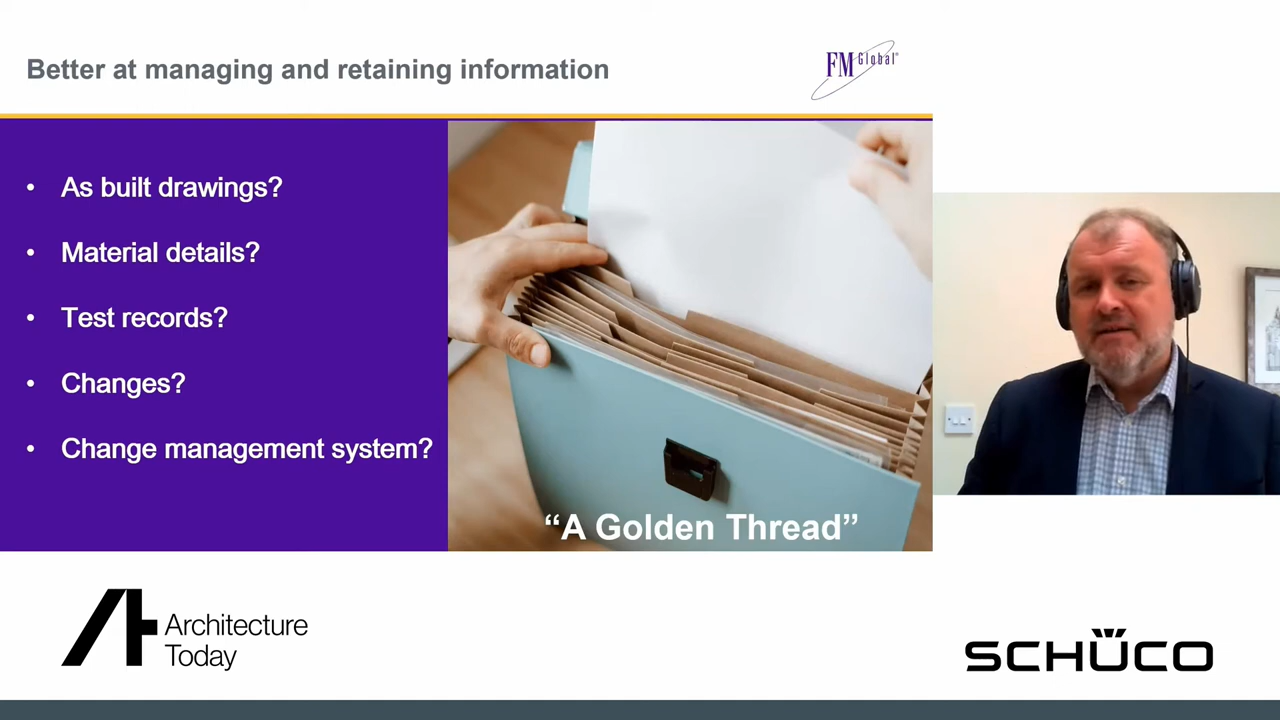 Better at managing and retaining information
FM Global®
• As built drawings?
• Material details?
• Test records?
• Changes?
• Change management system?
“A Golden Thread”
Architecture
Today
SCHÜCO